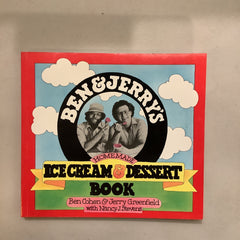 BEN & JERRY'S
HOMEMADE
ICE CREAM & DESSERT
BOOK
Ben Cohen & Jerry Greenfield
with Nancy J. Stevens